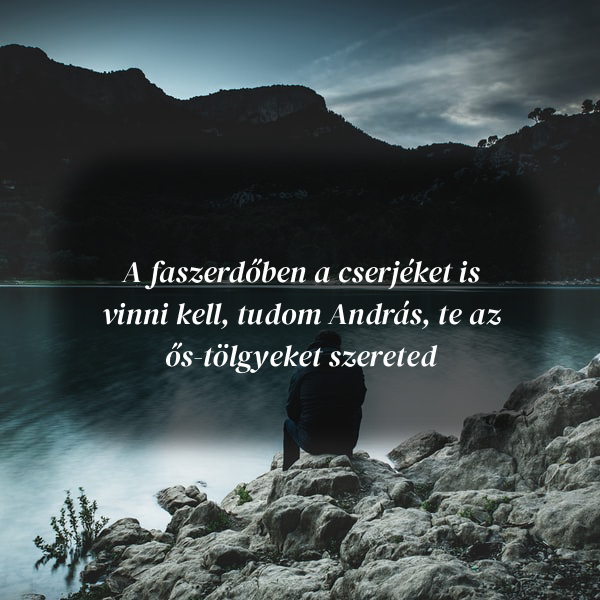 A faszerdőben a cserjéket is
vinni kell, tudom András, te az
ős-tölgyeket szereted